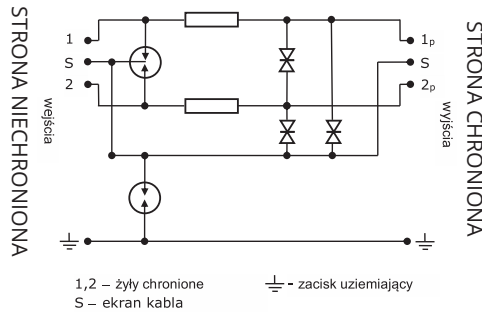 STRONA NIECHRONIONA
wejścia
1
S
2
1p
S
2p
wyjścia
STRONA CHRONIONA
1,2 – żyły chronione
S – ekran kabla
- zacisk uziemiający